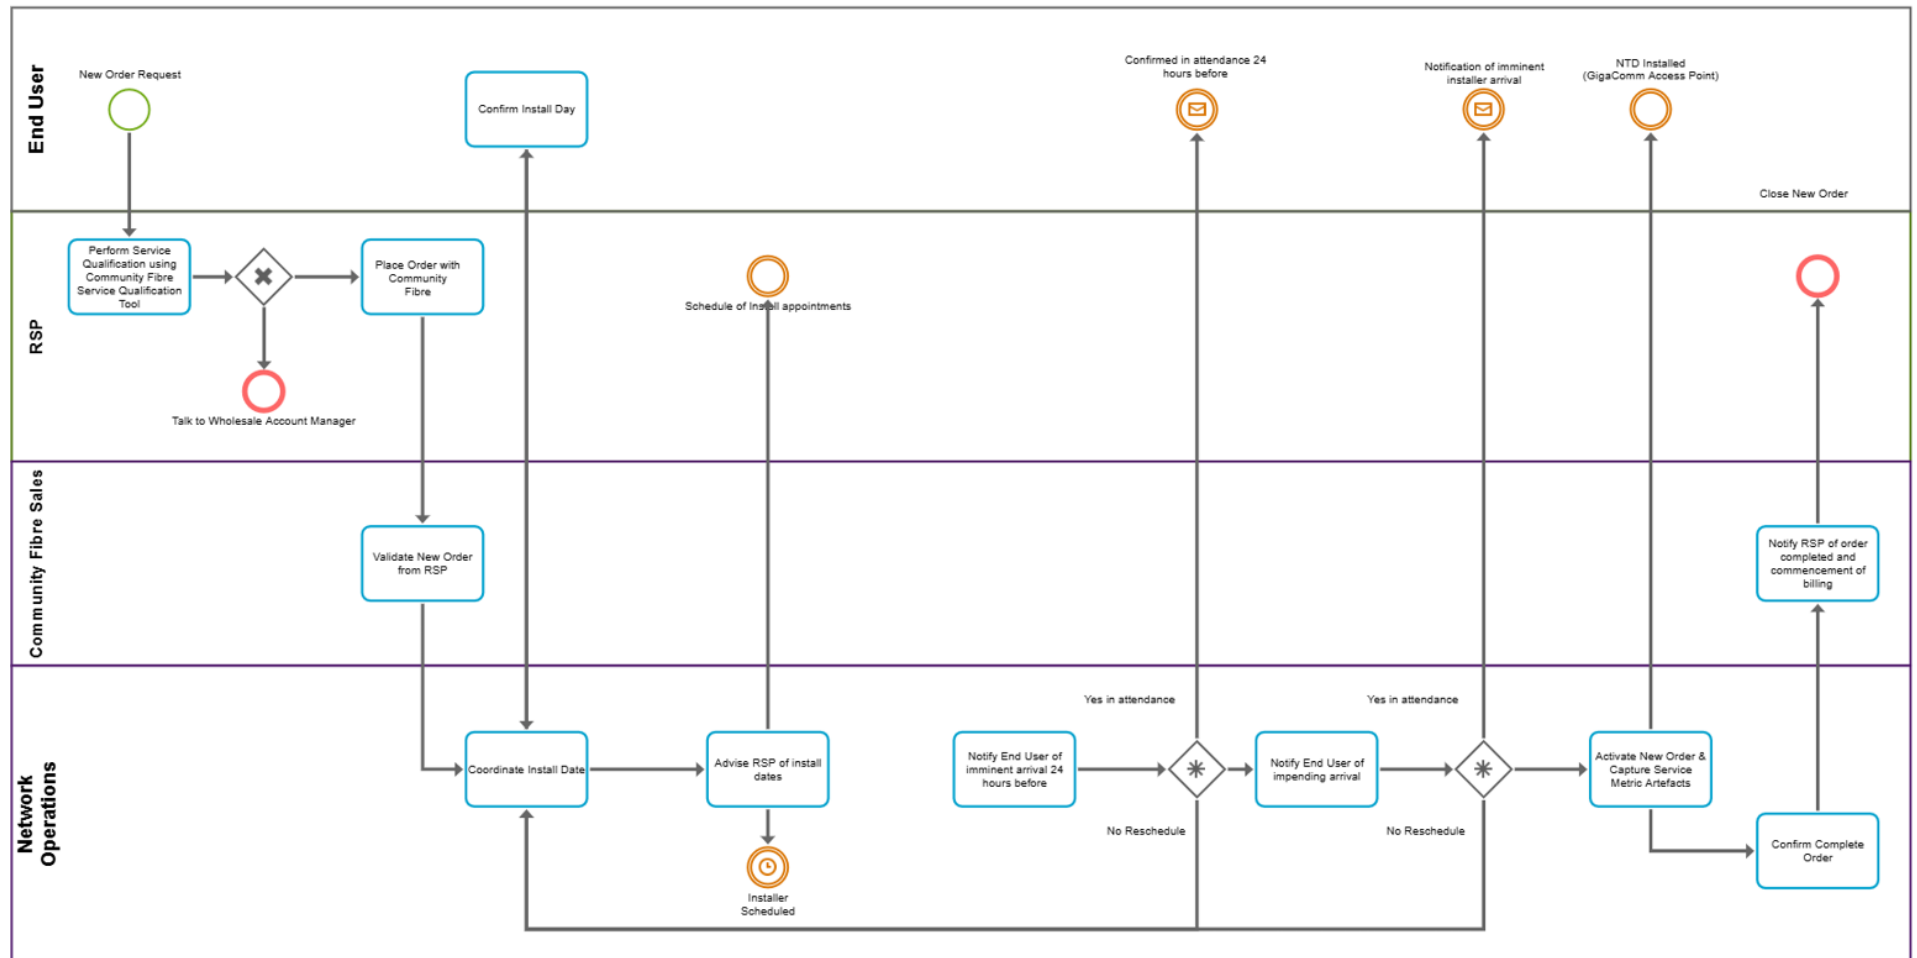 End User
New Order Request
Confirm Install Day
Confirmed in attendance 24
hours before
Notification of imminent
installer arrival
NTD Installed
(GigaComm Access Point)
Close New Order
RSP
Perform Service
Qualification using
Community Fibre
Service Qualification
Tool
Place Order with
Community
Fibre
Schedule of Install appointments
Talk to Wholesale Account Manager
Community Fibre Sales
Validate New Order
from RSP
Notify RSP of order
completed and
commencement of
billing
Network
Operations
Coordinate Install Date
Advise RSP of install
dates
Installer
Scheduled
Notify End User of
imminent arrival 24
hours before
Yes in attendance
No Reschedule
Notify End User of
impending arrival
Yes in attendance
No Reschedule
Activate New Order &
Capture Service
Metric Artefacts
Confirm Complete
Order